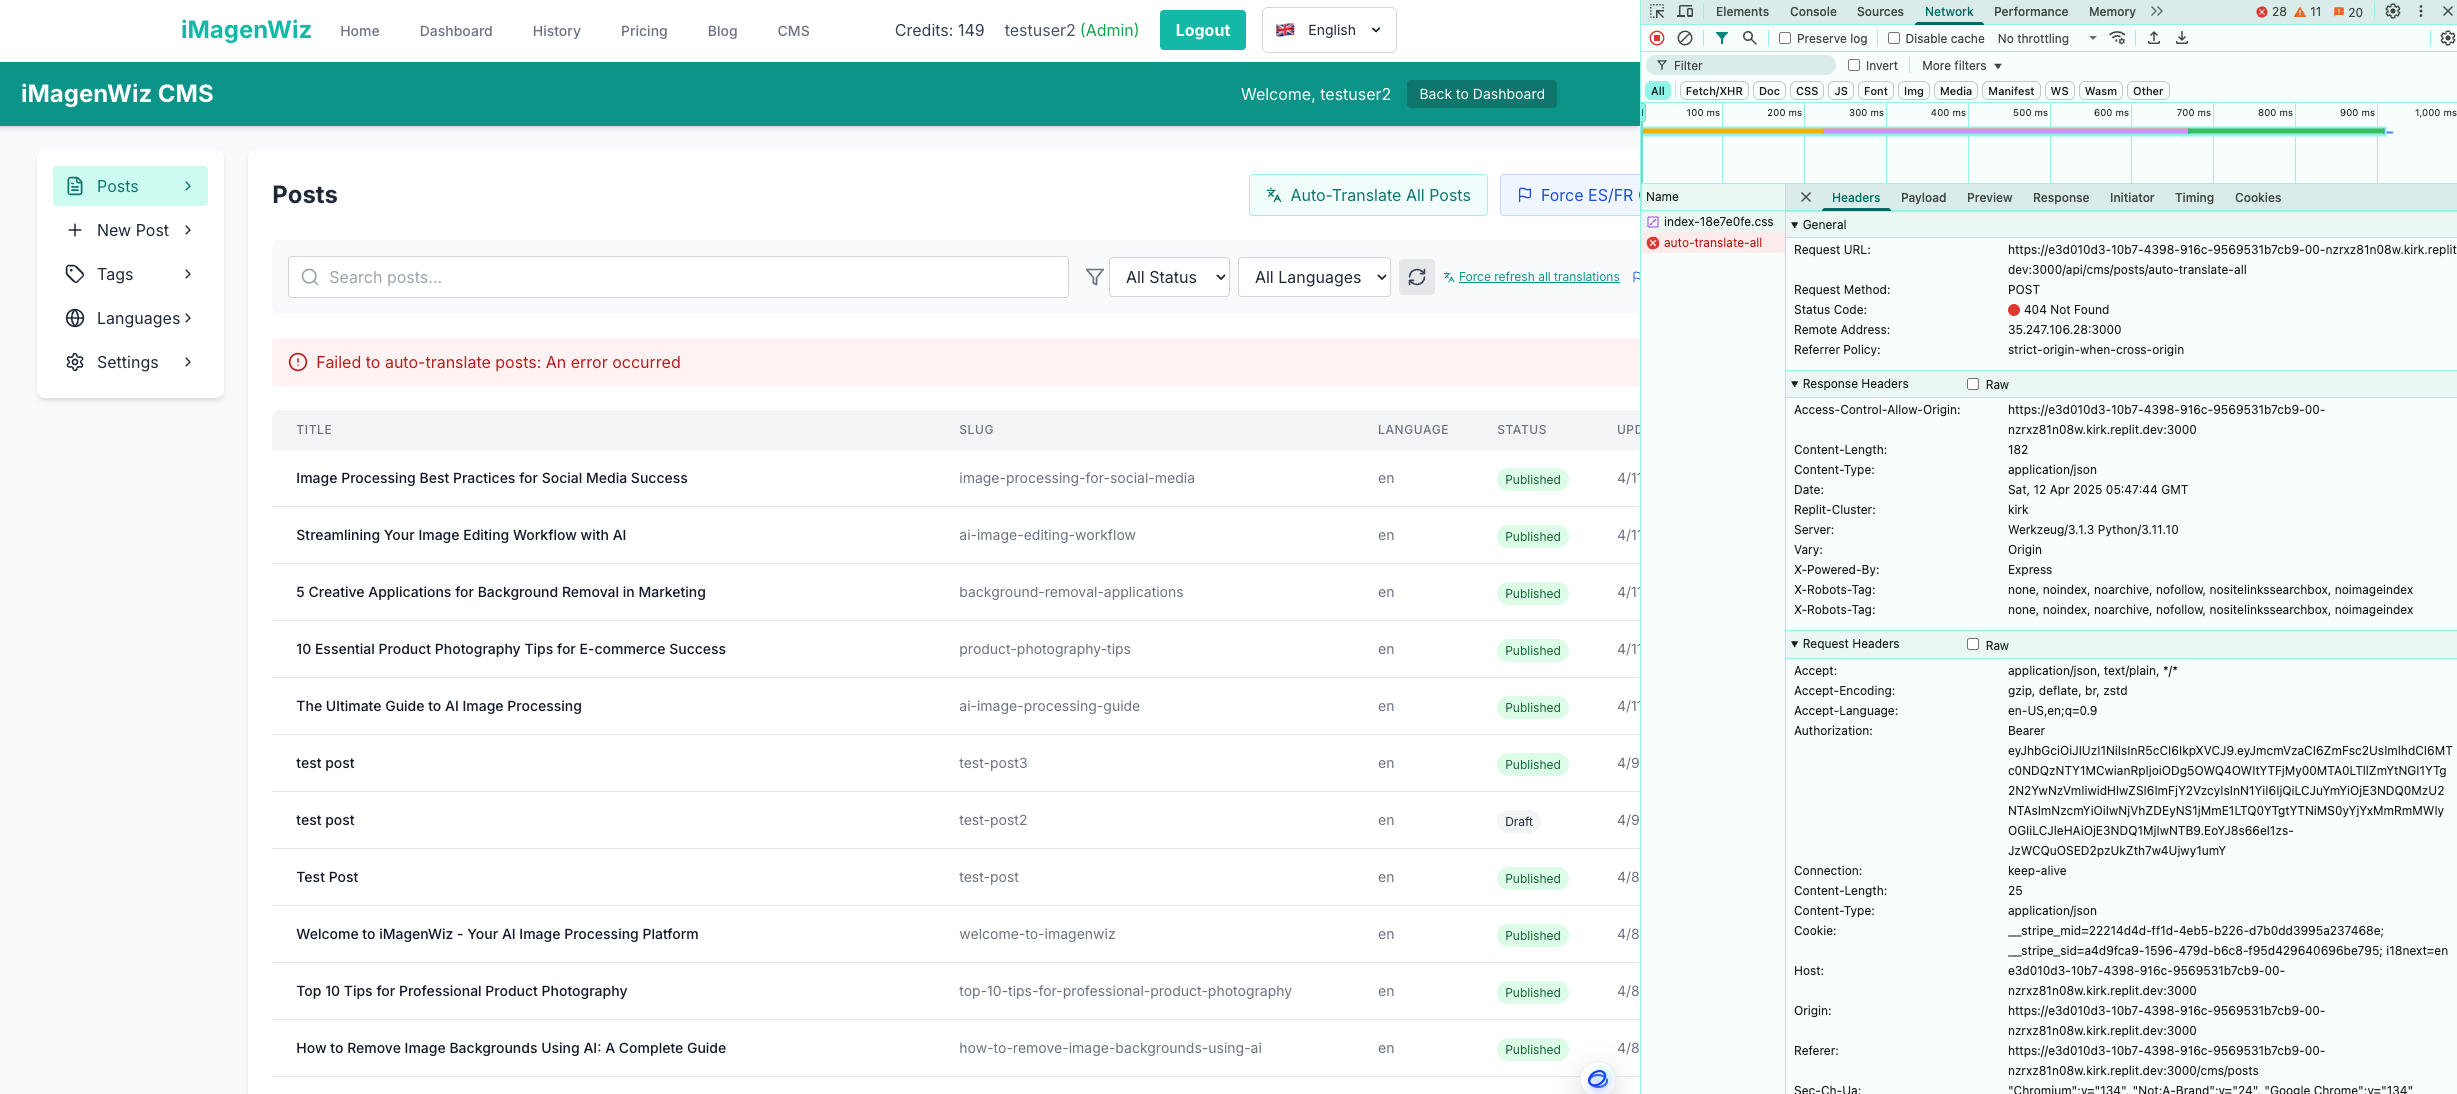 iMagenWiz Home Dashboard History Pricing Blog CMS Credits: 149 testuser2 (Admin) Logout English
iMagenWiz CMS Welcome, testuser2 Back to Dashboard
Posts
New Post
Tags
Languages
Settings
Posts Auto-Translate All Posts Force ES/FR
Search posts... All Status All Languages Force refresh all translations
Failed to auto-translate posts: An error occurred
TITLE SLUG LANGUAGE STATUS UPD
Image Processing Best Practices for Social Media Success image-processing-for-social-media en Published 4/11
Streamlining Your Image Editing Workflow with AI ai-image-editing-workflow en Published 4/11
5 Creative Applications for Background Removal in Marketing background-removal-applications en Published 4/11
10 Essential Product Photography Tips for E-commerce Success product-photography-tips en Published 4/11
The Ultimate Guide to AI Image Processing ai-image-processing-guide en Published 4/11
test post test-post3 en Published 4/9
test post test-post2 en Draft 4/9
Test Post test-post en Published 4/8
Welcome to iMagenWiz - Your AI Image Processing Platform welcome-to-imagenwiz en Published 4/8
Top 10 Tips for Professional Product Photography top-10-tips-for-professional-product-photography en Published 4/8
How to Remove Image Backgrounds Using AI: A Complete Guide how-to-remove-image-backgrounds-using-ai en Published 4/8
Elements Console Sources Network Performance Memory 28 11 20
Preserve log Disable cache No throttling
Filter Invert More filters
All Fetch/XHR Doc CSS JS Font Img Media Manifest WS Wasm Other
100 ms 200 ms 300 ms 400 ms 500 ms 600 ms 700 ms 800 ms 900 ms 1,000 ms
Name Headers Payload Preview Response Initiator Timing Cookies
index-18e7e0fe.css
auto-translate-all
General
Request URL: https://e3d010d3-10b7-4398-916c-9569531b7cb9-00-nzrxz81n08w.kirk.replit
dev:3000/api/cms/posts/auto-translate-all
Request Method: POST
Status Code: 404 Not Found
Remote Address: 35.247.106.28:3000
Referrer Policy: strict-origin-when-cross-origin
Response Headers Raw
Access-Control-Allow-Origin: https://e3d010d3-10b7-4398-916c-9569531b7cb9-00-
nzrxz81n08w.kirk.replit.dev:3000
Content-Length: 182
Content-Type: application/json
Date: Sat, 12 Apr 2025 05:47:44 GMT
Replit-Cluster: kirk
Server: Werkzeug/3.1.3 Python/3.11.10
Vary: Origin
X-Powered-By: Express
X-Robots-Tag: none, noindex, noarchive, nofollow, nositelinkssearchbox, noimageindex
X-Robots-Tag: none, noindex, noarchive, nofollow, nositelinkssearchbox, noimageindex
Request Headers Raw
Accept: application/json, text/plain, */*
Accept-Encoding: gzip, deflate, br, zstd
Accept-Language: en-US,en;q=0.9
Authorization: Bearer
Connection: keep-alive
Content-Length: 25
Content-Type: application/json
Cookie: __stripe_mid=22214d4d-ff1d-4eb5-b226-d7b0dd3995a237468e;
__stripe_sid=a4d9fca9-1596-479d-b6c8-f95d429640696be795; i18next=en
Host: e3d010d3-10b7-4398-916c-9569531b7cb9-00-
nzrxz81n08w.kirk.replit.dev:3000
Origin: https://e3d010d3-10b7-4398-916c-9569531b7cb9-00-
nzrxz81n08w.kirk.replit.dev:3000
Referer: https://e3d010d3-10b7-4398-916c-9569531b7cb9-00-
nzrxz81n08w.kirk.replit.dev:3000/cms/posts
Sec-Ch-Ua: "Chromium";v="134", "Not:A-Brand";v="24", "Google Chrome";v="134"